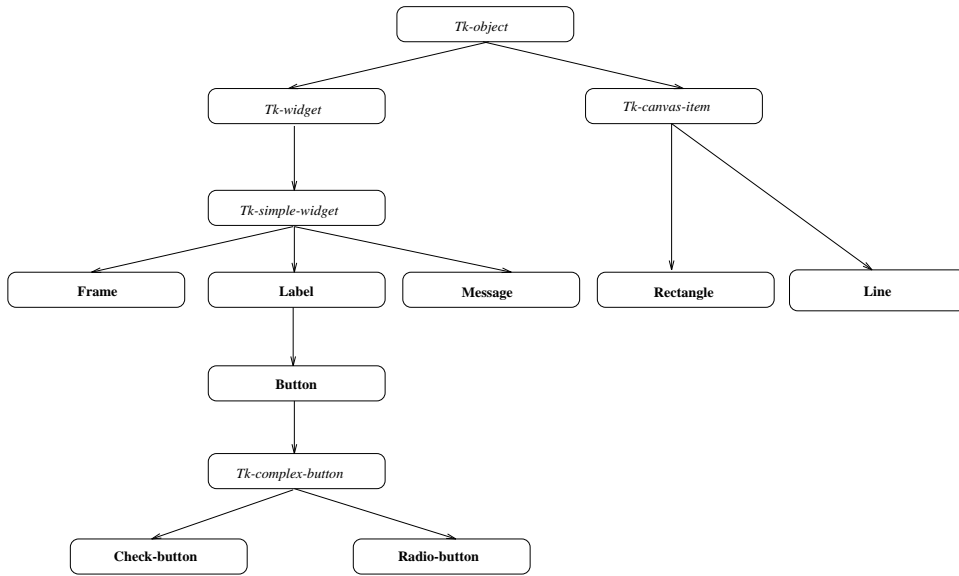 Tk-object
Tk-widget
Tk-canvas-item
Tk-simple-widget
Frame
Label
Message
Rectangle
Line
Button
Tk-complex-button
Check-button
Radio-button